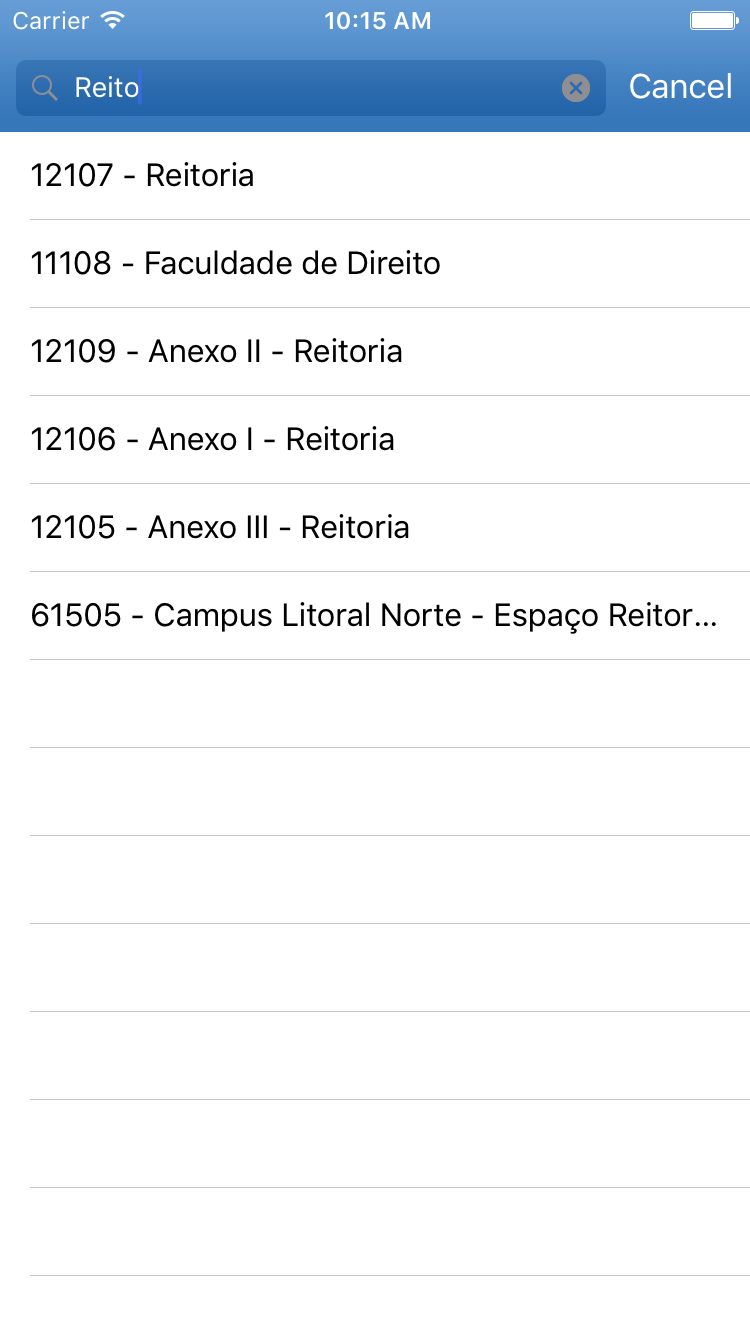 Carrier 10:15 AM
Reito Cancel
12107 - Reitoria
11108 - Faculdade de Direito
12109 - Anexo II - Reitoria
12106 - Anexo I - Reitoria
12105 - Anexo III - Reitoria
61505 - Campus Litoral Norte - Espaço Reitor...